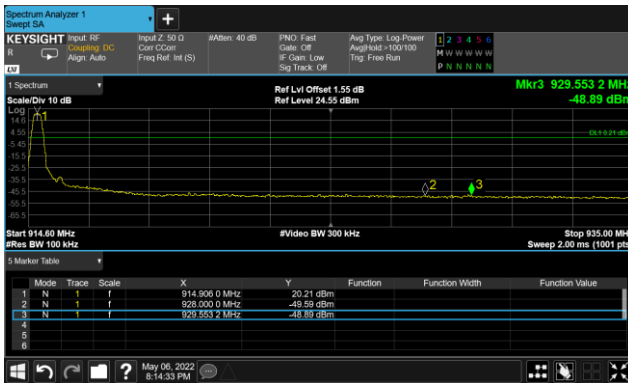 Spectrum Analyzer 1
Swept SA
+
KEYSIGHT Input: RF Input Z: 50 Ω #Atten: 40 dB PNO: Fast Avg Type: Log-Power 1 2 3 4 5 6
R Coupling: DC Corr CCorr Gate: Off Avg|Hold >100/100 M W W W W W
Align: Auto Freq Ref: Int (S) IF Gain: Low Trig: Free Run
LXI Sig Track: Off P N N N N N
1 Spectrum Ref Lvl Offset 1.55 dB Mkr3 929.553 2 MHz
Scale/Div 10 dB Ref Level 24.55 dBm -48.89 dBm
Log
14.6 1
4.55 DL1 0.21 dBm
-5.45
-15.5
-25.5
-35.5
-45.5 2 3
-55.5
-65.5
Start 914.60 MHz #Video BW 300 kHz Stop 935.00 MHz
#Res BW 100 kHz Sweep 2.00 ms (1001 pts)
5 Marker Table
Mode Trace Scale X Y Function Function Width Function Value
1 N 1 f 914.906 0 MHz 20.21 dBm
2 N 1 f 928.000 0 MHz -49.59 dBm
3 N 1 f 929.553 2 MHz -48.89 dBm
4
5
6
? May 06, 2022
8:14:33 PM